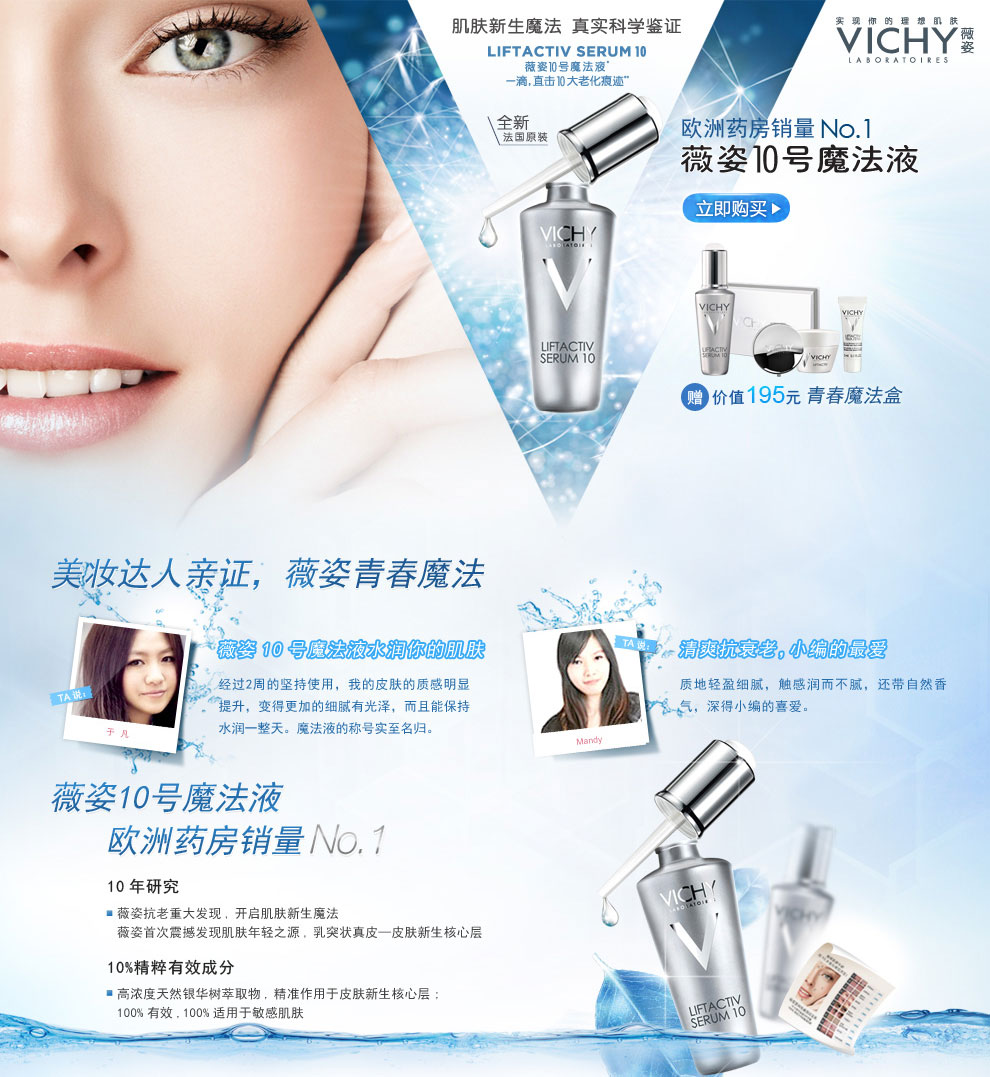 肌肤新生魔法 真实科学鉴证
LIFTACTIV SERUM 10
薇姿10号魔法液*
一滴,直击10大老化痕迹**
全新
法国原装
VICHY
LABORATOIRES
LIFTACTIV
SERUM 10
实现你的理想肌肤
VICHY薇姿
LABORATOIRES
欧洲药房销量 No.1
薇姿10号魔法液
立即购买
VICHY
LIFTACTIV
SERUM 10
VICHY
VICHY
赠 价值195元 青春魔法盒
美妆达人亲证，薇姿青春魔法
TA 说：
于 凡
薇姿 10 号魔法液水润你的肌肤
经过2周的坚持使用，我的皮肤的质感明显
提升，变得更加的细腻有光泽，而且能保持
水润一整天。魔法液的称号实至名归。
TA 说：
Mandy
清爽抗衰老，小编的最爱
质地轻盈细腻，触感润而不腻，还带自然香
气，深得小编的喜爱。
薇姿10号魔法液
欧洲药房销量 No.1
10 年研究
薇姿抗老重大发现，开启肌肤新生魔法
薇姿首次震撼发现肌肤年轻之源，乳突状真皮—皮肤新生核心层
10%精粹有效成分
高浓度天然银华树萃取物，精准作用于皮肤新生核心层；
100% 有效，100% 适用于敏感肌肤
VICHY
LABORATOIRES
LIFTACTIV
SERUM 10
VICHY